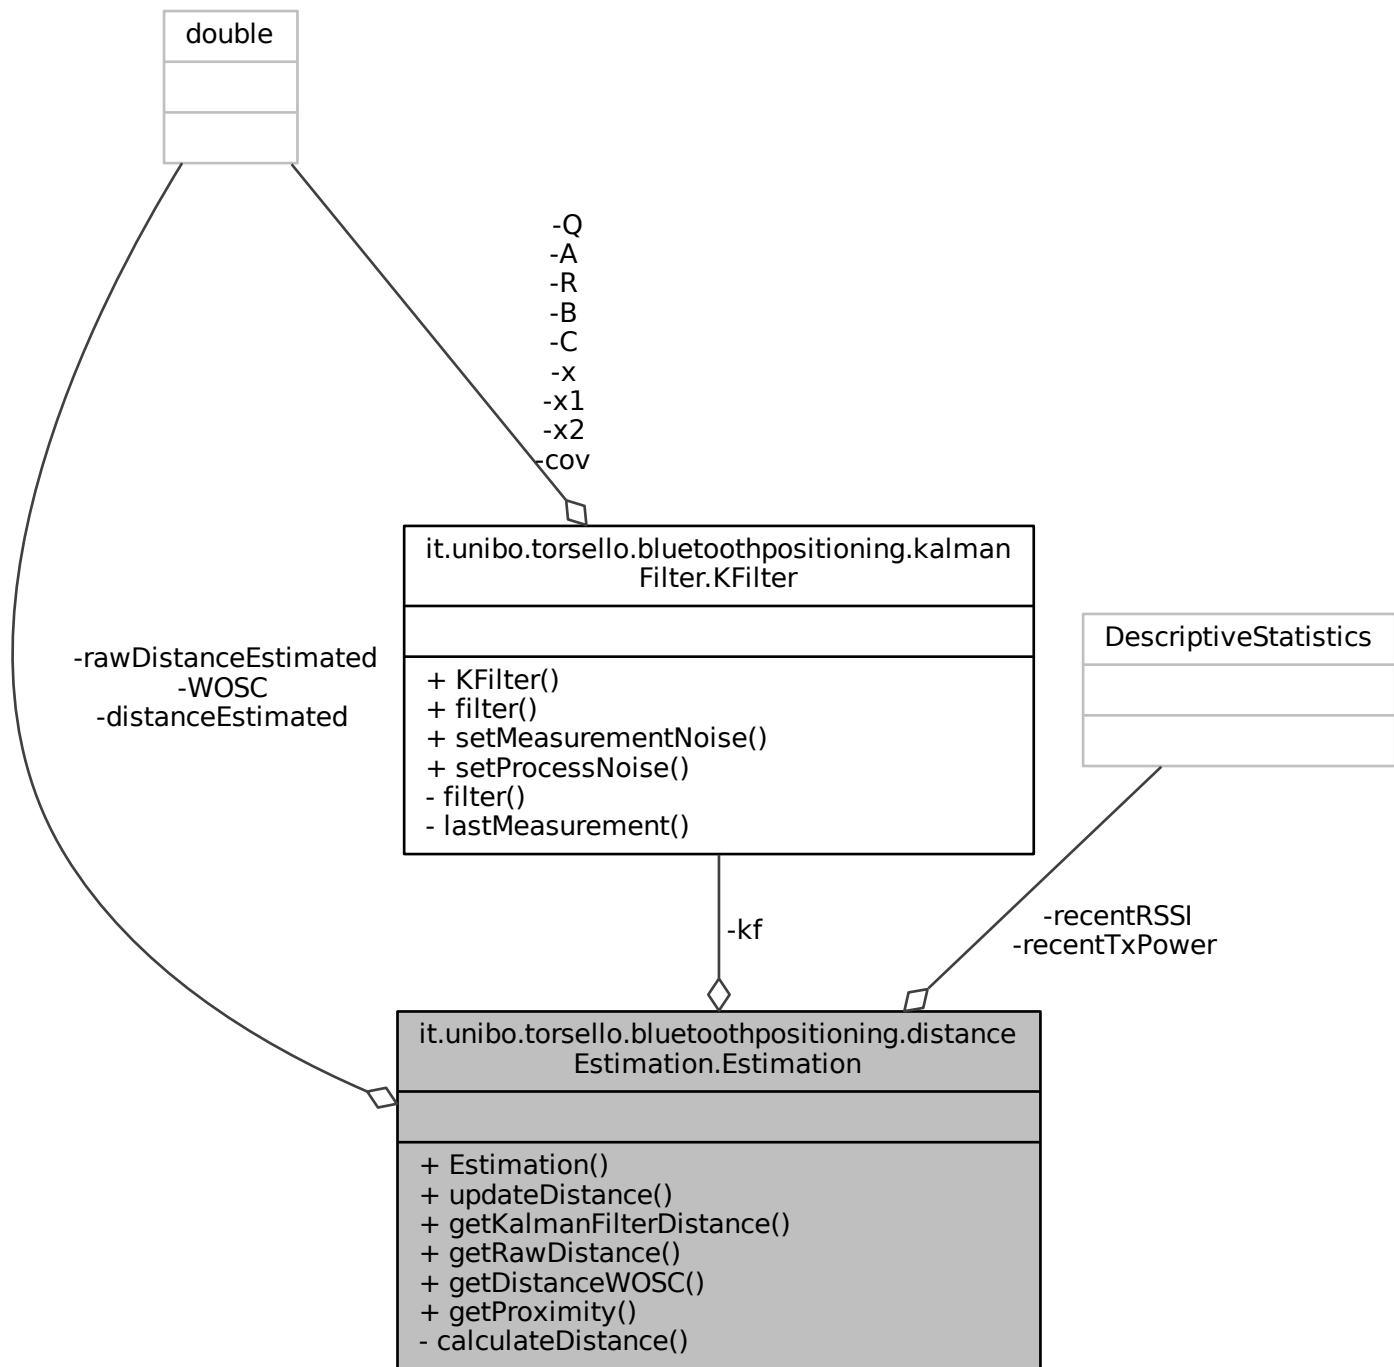 double
-Q
-A
-R
-B
-C
-x
-x1
-x2
-cov
it.unibo.torsello.bluetoothpositioning.kalman
Filter.KFilter
+ KFilter()
+ filter()
+ setMeasurementNoise()
+ setProcessNoise()
- filter()
- lastMeasurement()
DescriptiveStatistics
-rawDistanceEstimated
-WOSC
-distanceEstimated
-kf
-recentRSSI
-recentTxPower
it.unibo.torsello.bluetoothpositioning.distance
Estimation.Estimation
+ Estimation()
+ updateDistance()
+ getKalmanFilterDistance()
+ getRawDistance()
+ getDistanceWOSC()
+ getProximity()
- calculateDistance()